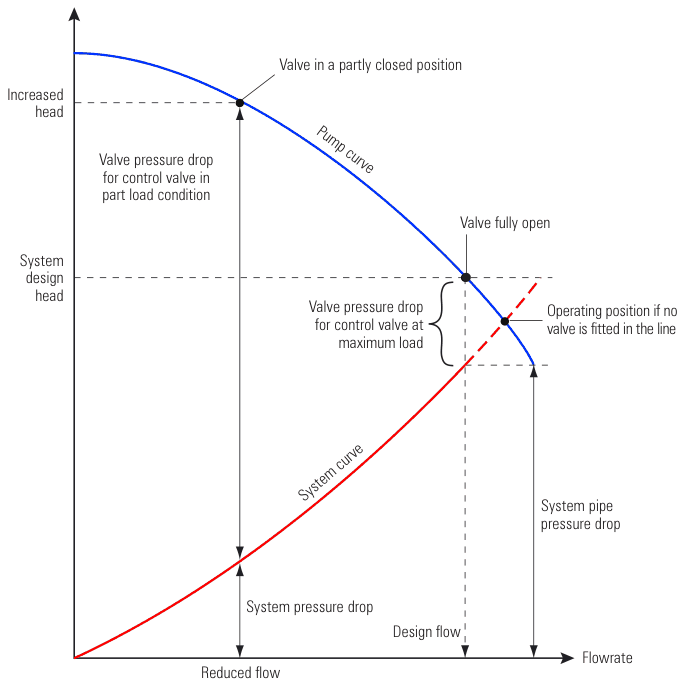 Valve in a partly closed position
Increased
head
Pump curve
Valve pressure drop
for control valve in
part load condition
Valve fully open
System
design
head
Valve pressure drop
for control valve at
maximum load
Operating position if no
valve is fitted in the line
System curve
System pipe
pressure drop
System pressure drop
Design flow
Flowrate
Reduced flow